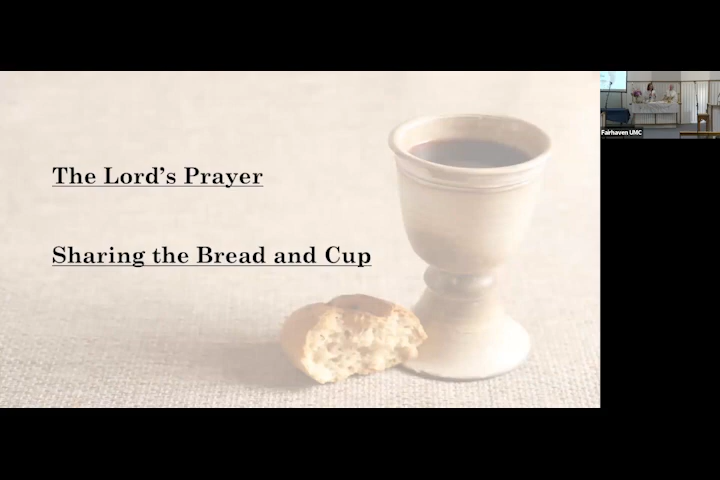 The Lord's Prayer
Sharing the Bread and Cup
Fairhaven UMC